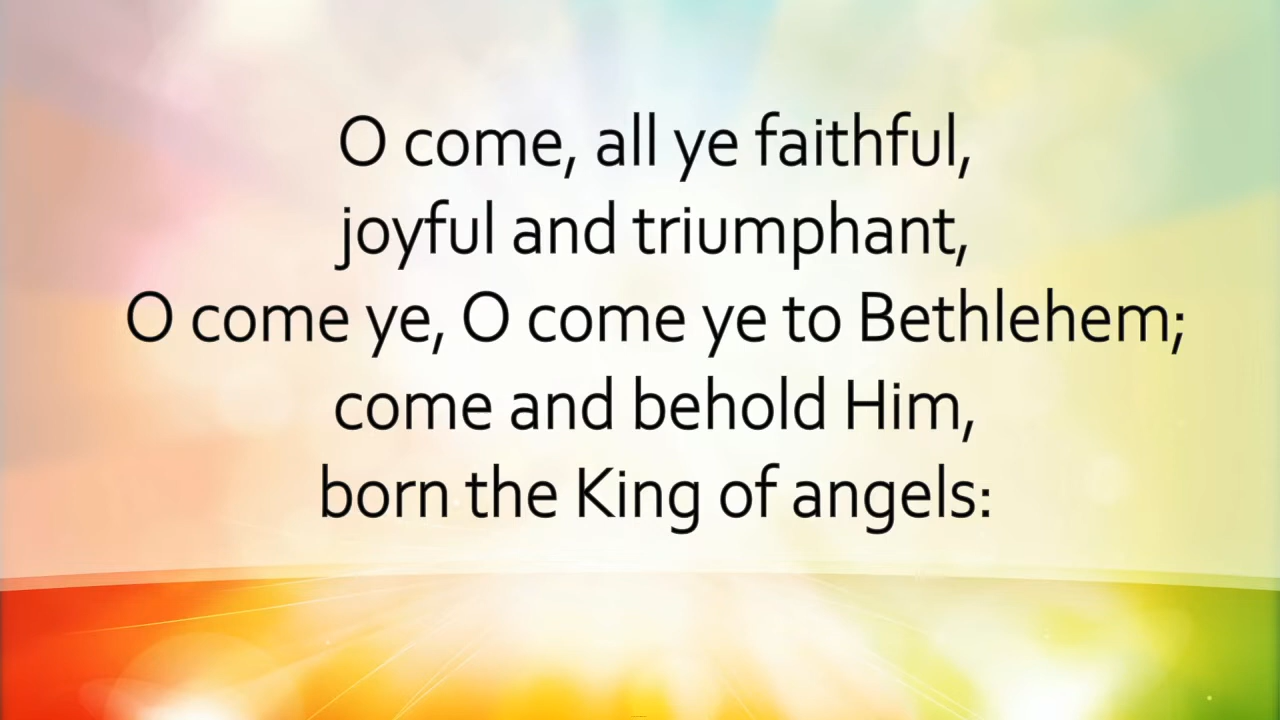 O come, all ye faithful,
joyful and triumphant,
O come ye, O come ye to Bethlehem;
come and behold Him,
born the King of angels: